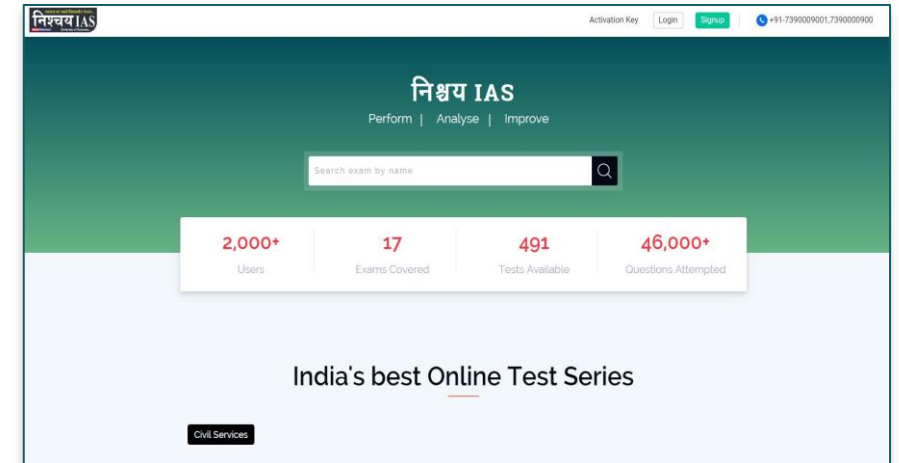 निश्चय IAS
Activation Key
Login
Signup
+91-7390009001,7390000900
निश्चय IAS
Perform | Analyse | Improve
Search exam by name
2,000+
Users
17
Exams Covered
491
Tests Available
46,000+
Questions Attempted
India's best Online Test Series
Civil Services